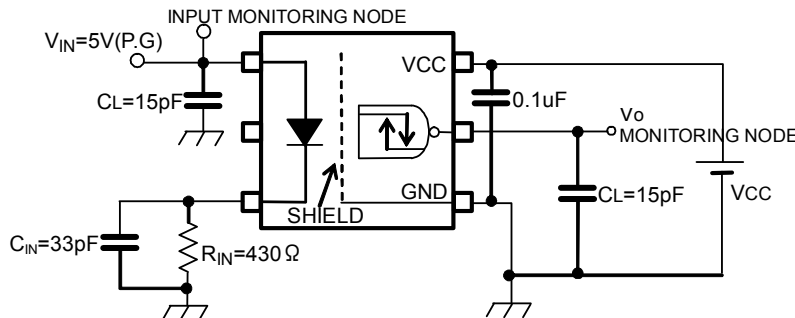 INPUT MONITORING NODE
VIN=5V(P.G)
CL=15pF
VCC
0.1uF
Vo
MONITORING NODE
GND
SHIELD
CL=15pF
VCC
CIN=33pF
RIN=430Ω